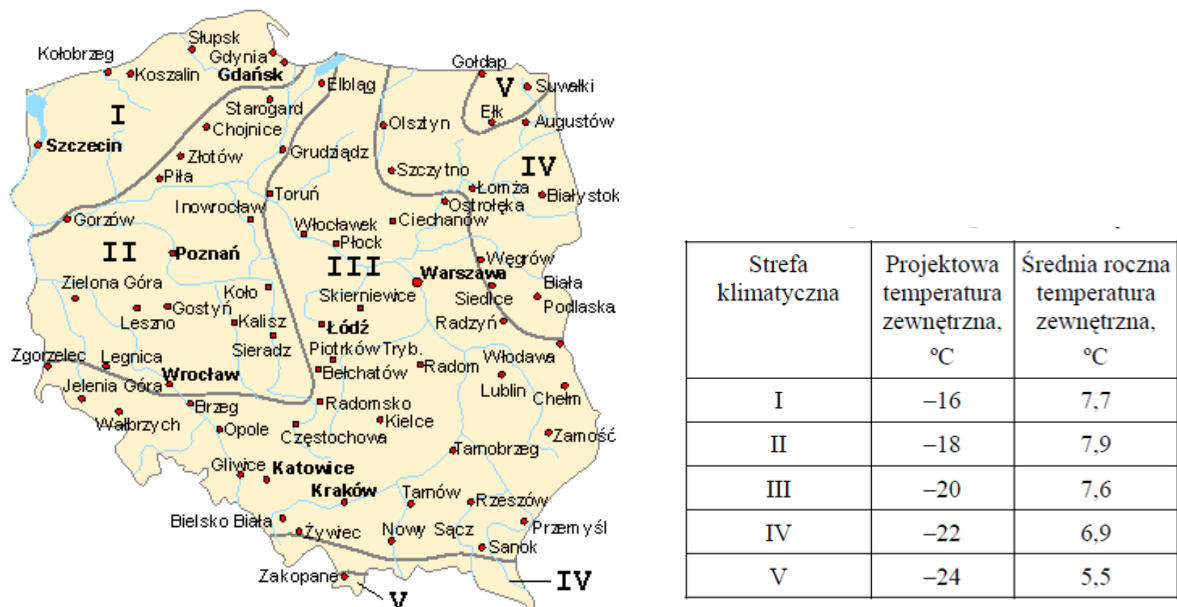 Słupsk
Kołobrzeg
Gdynia
Koszalin
Gdańsk
Gołdap
Elbląg
V
Suwałki
I
Starogard
Ełk
Chojnice
Olsztyn
Augustów
Szczecin
Złotów
Grudziądz
IV
Szczytno
Piła
Łomża
Toruń
Białystok
Ostrołęka
Inowrocław
Gorzów
Włocławek
Ciechanów
Płock
II
Poznań
III
Węgrów
Warszawa
Biała
Podlaska
Zielona Góra
Koło
Skierniewice
Siedlce
Gostyń
Leszno
Kalisz
Łódź
Radzyń
Sieradz
Zgorzelec
Legnica
Piotrków Tryb.
Włodawa
Wrocław
Bełchatów
Radom
Lublin
Jelenia Góra
Chełm
Brzeg
Radomsko
Wałbrzych
Kielce
Opole
Częstochowa
Zamość
Tarnobrzeg
Gliwice
Katowice
Kraków
Tarnów
Rzeszów
Bielsko Biała
Żywiec
Nowy Sącz
Przemyśl
Sanok
Zakopane
IV
V
Strefa
klimatyczna
Projektowa
temperatura
zewnętrzna,
ºC
Średnia roczna
temperatura
zewnętrzna,
ºC
I –16 7,7
II –18 7,9
III –20 7,6
IV –22 6,9
V –24 5,5